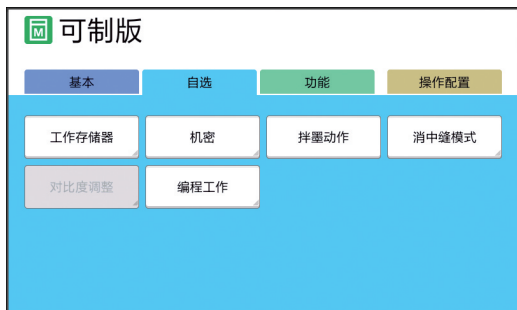 M 可制版
基本 自选 功能 操作配置
工作存储器 机密 拌墨动作 消中缝模式
对比度调整 编程工作